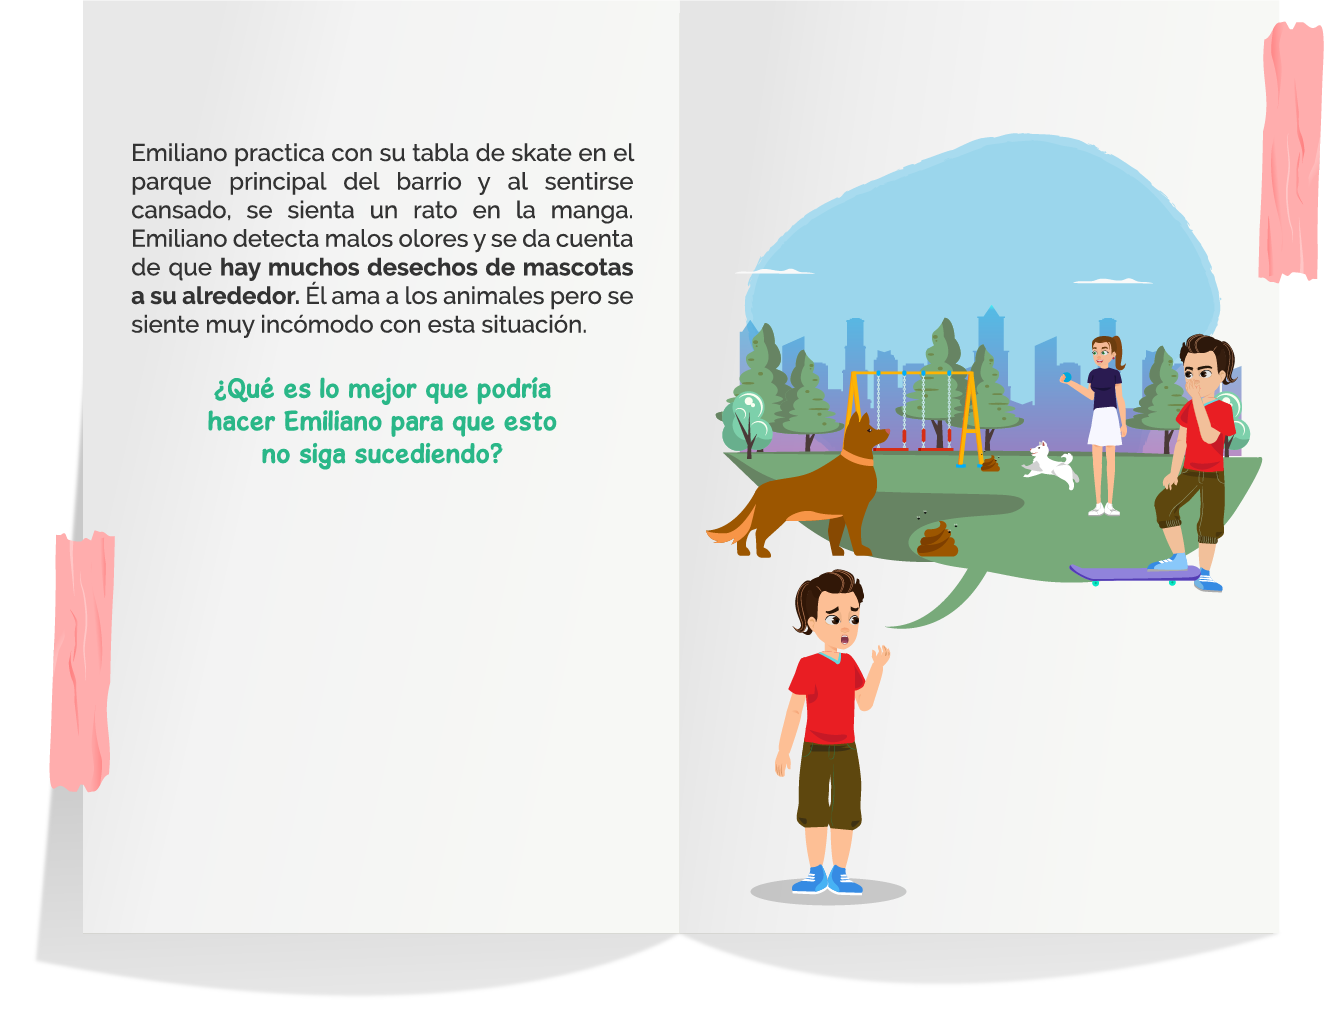 Emiliano practica con su tabla de skate en el
parque principal del barrio y al sentirse
cansado, se sienta un rato en la manga.
Emiliano detecta malos olores y se da cuenta
de que hay muchos desechos de mascotas
a su alrededor. Él ama a los animales pero se
siente muy incómodo con esta situación.
¿Qué es lo mejor que podría
hacer Emiliano para que esto
no siga sucediendo?